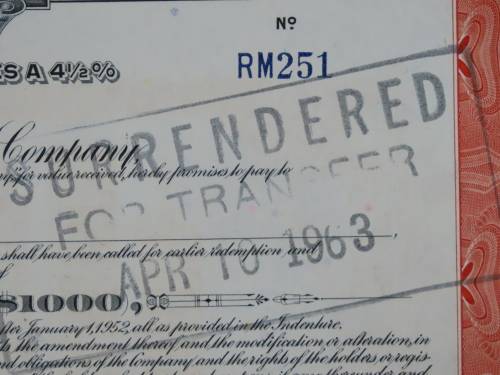 No
RM251
ES A 4½%
SURRENDERED
Company,
for value received, hereby promises to pay to
FOR TRANSFER
shall have been called for earlier redemption and
APR 10 1963
$1000),
after January 1, 1952, all as provided in the Indenture.
the amendment thereof and the modification or alteration, in
and obligations of the Company and the rights of the holders or regis-